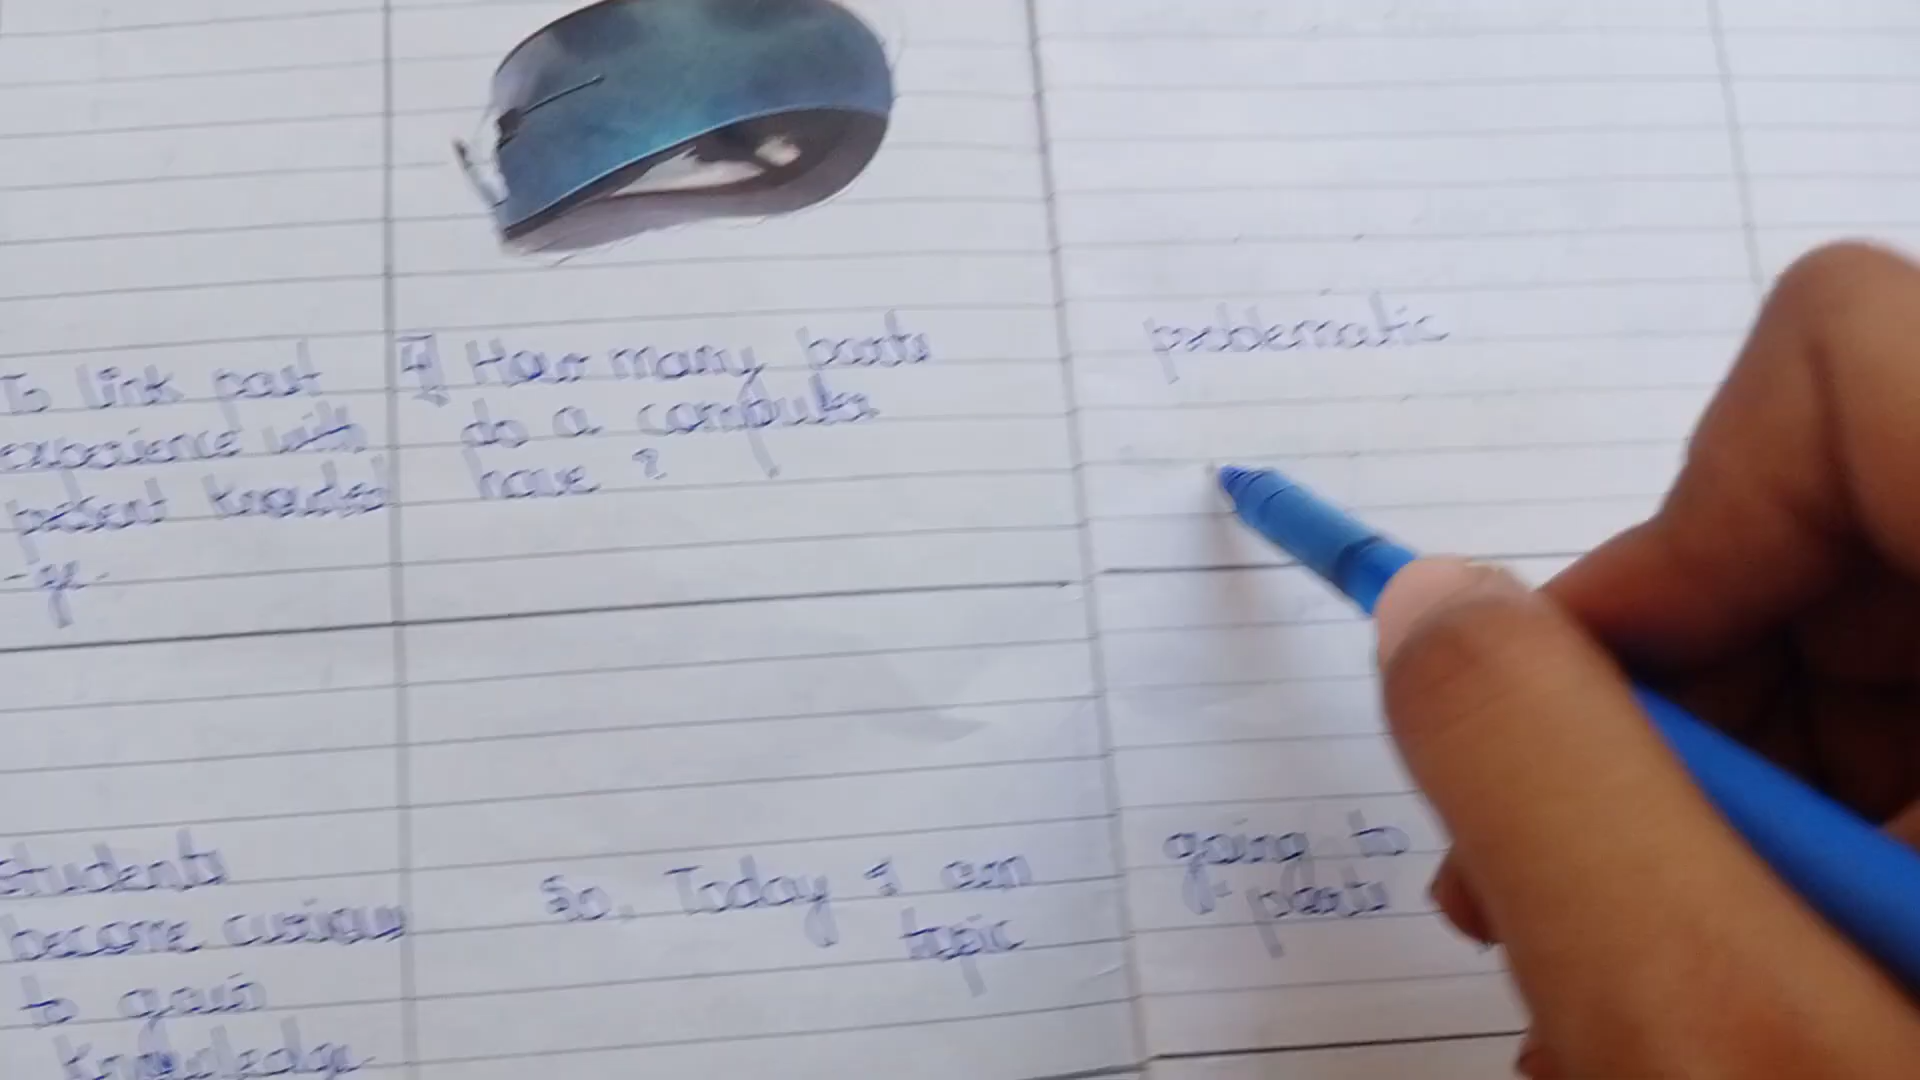 To link past
experience with
present knowled
-ge-
4] How many parts
do a computer
have ?
problematic
students
become curious
to gain
knowledge
So, Today I am
topic
going to
parts